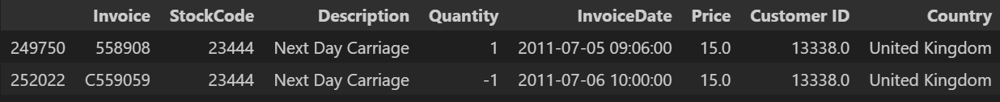 Invoice StockCode Description Quantity InvoiceDate Price Customer ID Country
249750 558908 23444 Next Day Carriage 1 2011-07-05 09:06:00 15.0 13338.0 United Kingdom
252022 C559059 23444 Next Day Carriage -1 2011-07-06 10:00:00 15.0 13338.0 United Kingdom